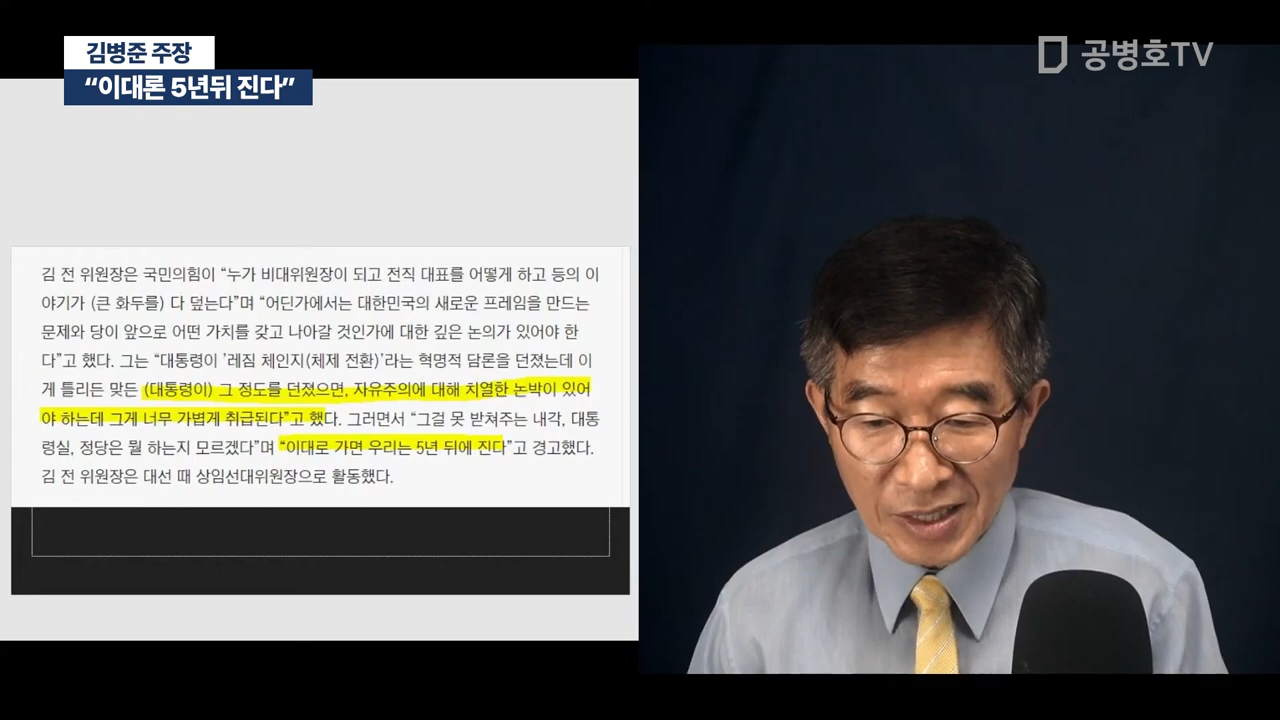 김병준 주장
“이대론 5년뒤 진다”
공병호TV
김 전 위원장은 국민의힘이 “누가 비대위원장이 되고 전직 대표를 어떻게 하고 등의 이
야기가 (큰 화두를) 다 덮는다”며 “어딘가에서는 대한민국의 새로운 프레임을 만드는
문제와 당이 앞으로 어떤 가치를 갖고 나아갈 것인가에 대한 깊은 논의가 있어야 한
다”고 했다. 그는 “대통령이 '레짐 체인지(체제 전환)'라는 혁명적 담론을 던졌는데 이
게 틀리든 맞든 (대통령이) 그 정도를 던졌으면, 자유주의에 대해 치열한 논박이 있어
야 하는데 그게 너무 가볍게 취급된다”고 했다. 그러면서 “그걸 못 받쳐주는 내각, 대통
령실, 정당은 뭘 하는지 모르겠다”며 “이대로 가면 우리는 5년 뒤에 진다”고 경고했다.
김 전 위원장은 대선 때 상임선대위원장으로 활동했다.